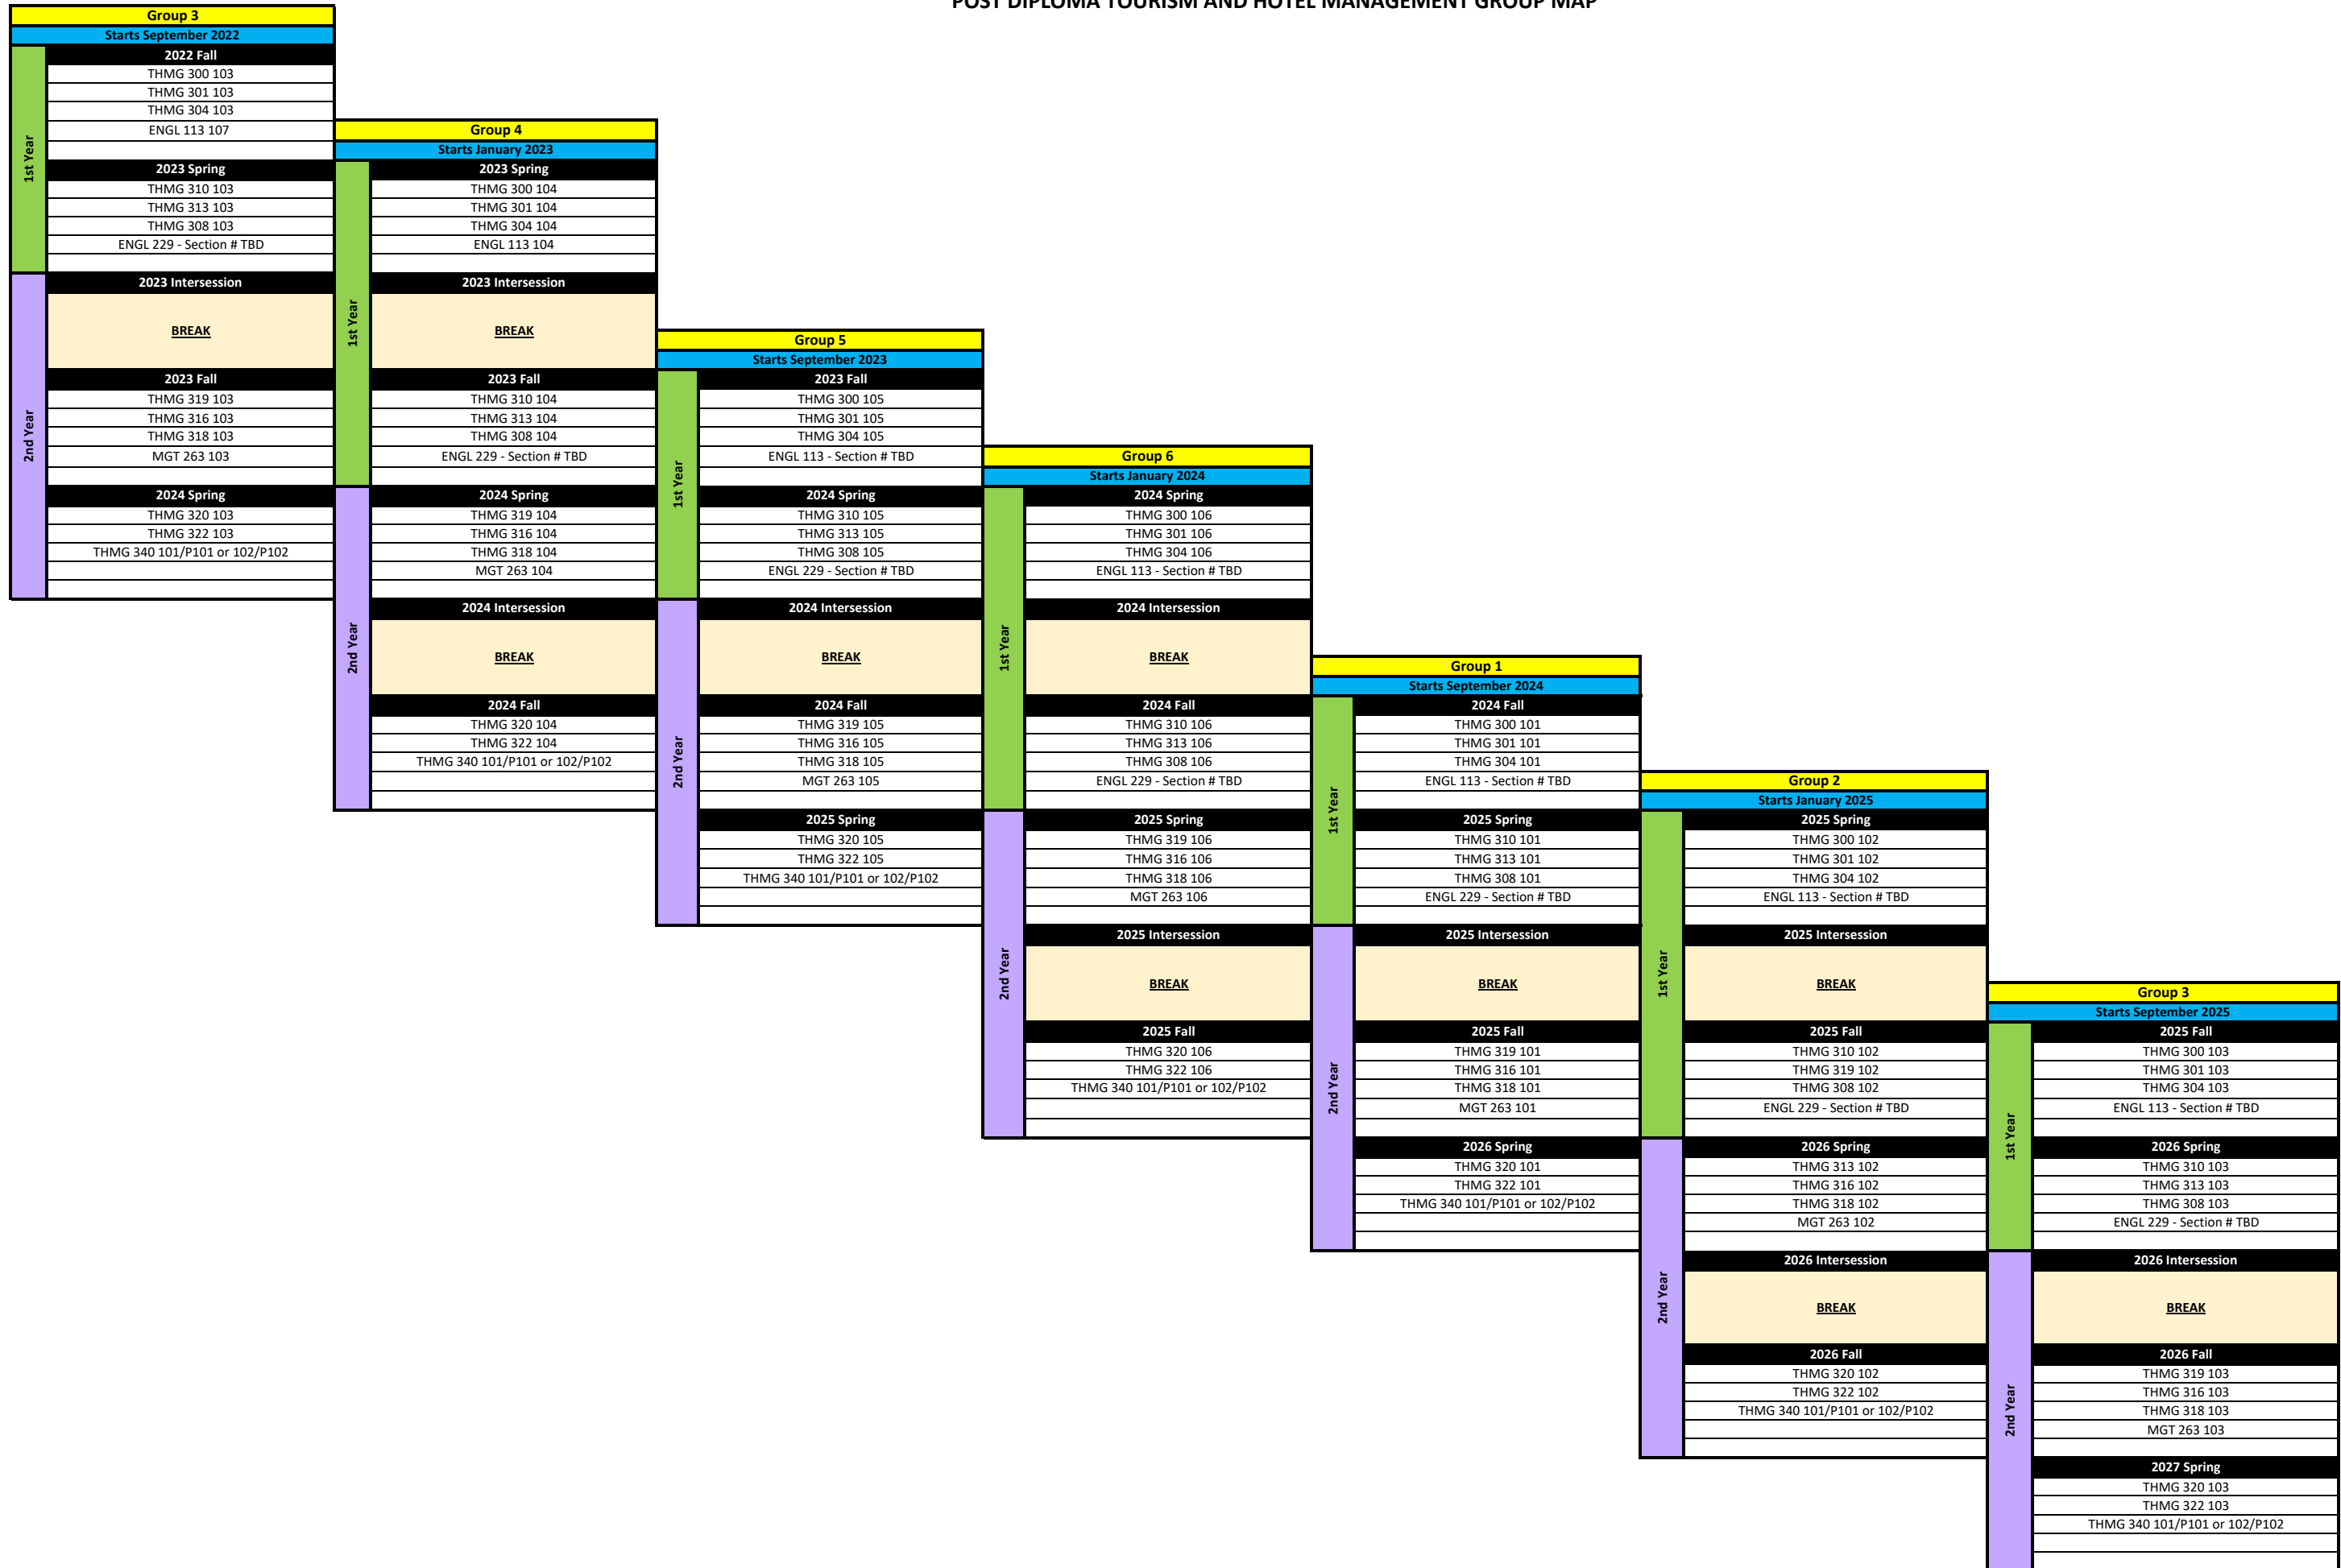 POST DIPLOMA TOURISM AND HOTEL MANAGEMENT GROUP MAP
Group 3
Starts September 2022
1st Year
2022 Fall
THMG 300 103
THMG 301 103
THMG 304 103
ENGL 113 107
2023 Spring
THMG 310 103
THMG 313 103
THMG 308 103
ENGL 229 - Section # TBD
2nd Year
2023 Intersession
BREAK
2023 Fall
THMG 319 103
THMG 316 103
THMG 318 103
MGT 263 103
2024 Spring
THMG 320 103
THMG 322 103
THMG 340 101/P101 or 102/P102
Group 4
Starts January 2023
1st Year
2023 Spring
THMG 300 104
THMG 301 104
THMG 304 104
ENGL 113 104
2023 Intersession
BREAK
2023 Fall
THMG 310 104
THMG 313 104
THMG 308 104
ENGL 229 - Section # TBD
2nd Year
2024 Spring
THMG 319 104
THMG 316 104
THMG 318 104
MGT 263 104
2024 Intersession
BREAK
2024 Fall
THMG 320 104
THMG 322 104
THMG 340 101/P101 or 102/P102
Group 5
Starts September 2023
1st Year
2023 Fall
THMG 300 105
THMG 301 105
THMG 304 105
ENGL 113 - Section # TBD
2024 Spring
THMG 310 105
THMG 313 105
THMG 308 105
ENGL 229 - Section # TBD
2nd Year
2024 Intersession
BREAK
2024 Fall
THMG 319 105
THMG 316 105
THMG 318 105
MGT 263 105
2025 Spring
THMG 320 105
THMG 322 105
THMG 340 101/P101 or 102/P102
Group 6
Starts January 2024
1st Year
2024 Spring
THMG 300 106
THMG 301 106
THMG 304 106
ENGL 113 - Section # TBD
2024 Intersession
BREAK
2024 Fall
THMG 310 106
THMG 313 106
THMG 308 106
ENGL 229 - Section # TBD
2nd Year
2025 Spring
THMG 319 106
THMG 316 106
THMG 318 106
MGT 263 106
2025 Intersession
BREAK
2025 Fall
THMG 320 106
THMG 322 106
THMG 340 101/P101 or 102/P102
Group 1
Starts September 2024
1st Year
2024 Fall
THMG 300 101
THMG 301 101
THMG 304 101
ENGL 113 - Section # TBD
2025 Spring
THMG 310 101
THMG 313 101
THMG 308 101
ENGL 229 - Section # TBD
2nd Year
2025 Intersession
BREAK
2025 Fall
THMG 319 101
THMG 316 101
THMG 318 101
MGT 263 101
2026 Spring
THMG 320 101
THMG 322 101
THMG 340 101/P101 or 102/P102
Group 2
Starts January 2025
1st Year
2025 Spring
THMG 300 102
THMG 301 102
THMG 304 102
ENGL 113 - Section # TBD
2025 Intersession
BREAK
2025 Fall
THMG 310 102
THMG 319 102
THMG 308 102
ENGL 229 - Section # TBD
2nd Year
2026 Spring
THMG 313 102
THMG 316 102
THMG 318 102
MGT 263 102
2026 Intersession
BREAK
2026 Fall
THMG 320 102
THMG 322 102
THMG 340 101/P101 or 102/P102
Group 3
Starts September 2025
1st Year
2025 Fall
THMG 300 103
THMG 301 103
THMG 304 103
ENGL 113 - Section # TBD
2026 Spring
THMG 310 103
THMG 313 103
THMG 308 103
ENGL 229 - Section # TBD
2nd Year
2026 Intersession
BREAK
2026 Fall
THMG 319 103
THMG 316 103
THMG 318 103
MGT 263 103
2027 Spring
THMG 320 103
THMG 322 103
THMG 340 101/P101 or 102/P102